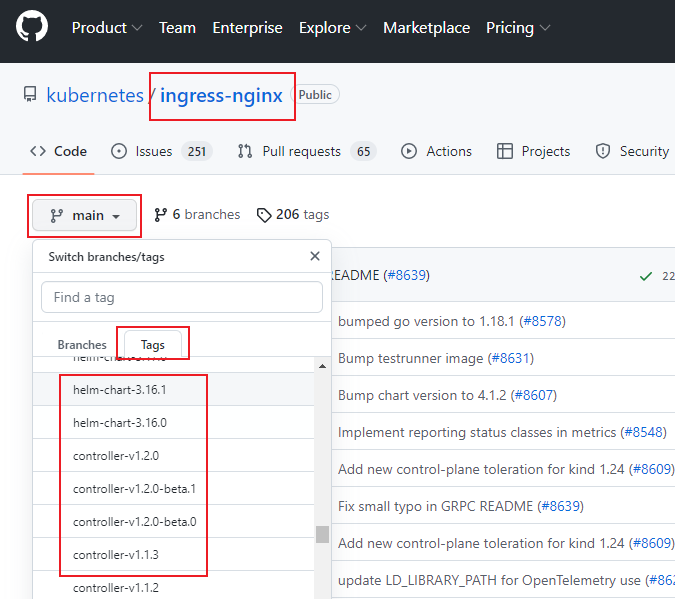 Product Team Enterprise Explore Marketplace Pricing
kubernetes / ingress-nginx Public
Code Issues 251 Pull requests 65 Actions Projects Security
main 6 branches 206 tags
Switch branches/tags
README (#8639) 22
Find a tag
bumped go version to 1.18.1 (#8578)
Branches Tags
Bump testrunner image (#8631)
helm-chart-3.16.1
Bump chart version to 4.1.2 (#8607)
helm-chart-3.16.0
Implement reporting status classes in metrics (#8548)
controller-v1.2.0
Add new control-plane toleration for kind 1.24 (#8609)
controller-v1.2.0-beta.1
Fix small typo in GRPC README (#8639)
controller-v1.2.0-beta.0
Add new control-plane toleration for kind 1.24 (#8609)
controller-v1.1.3
update LD_LIBRARY_PATH for OpenTelemetry use (#862
controller-v1.1.2